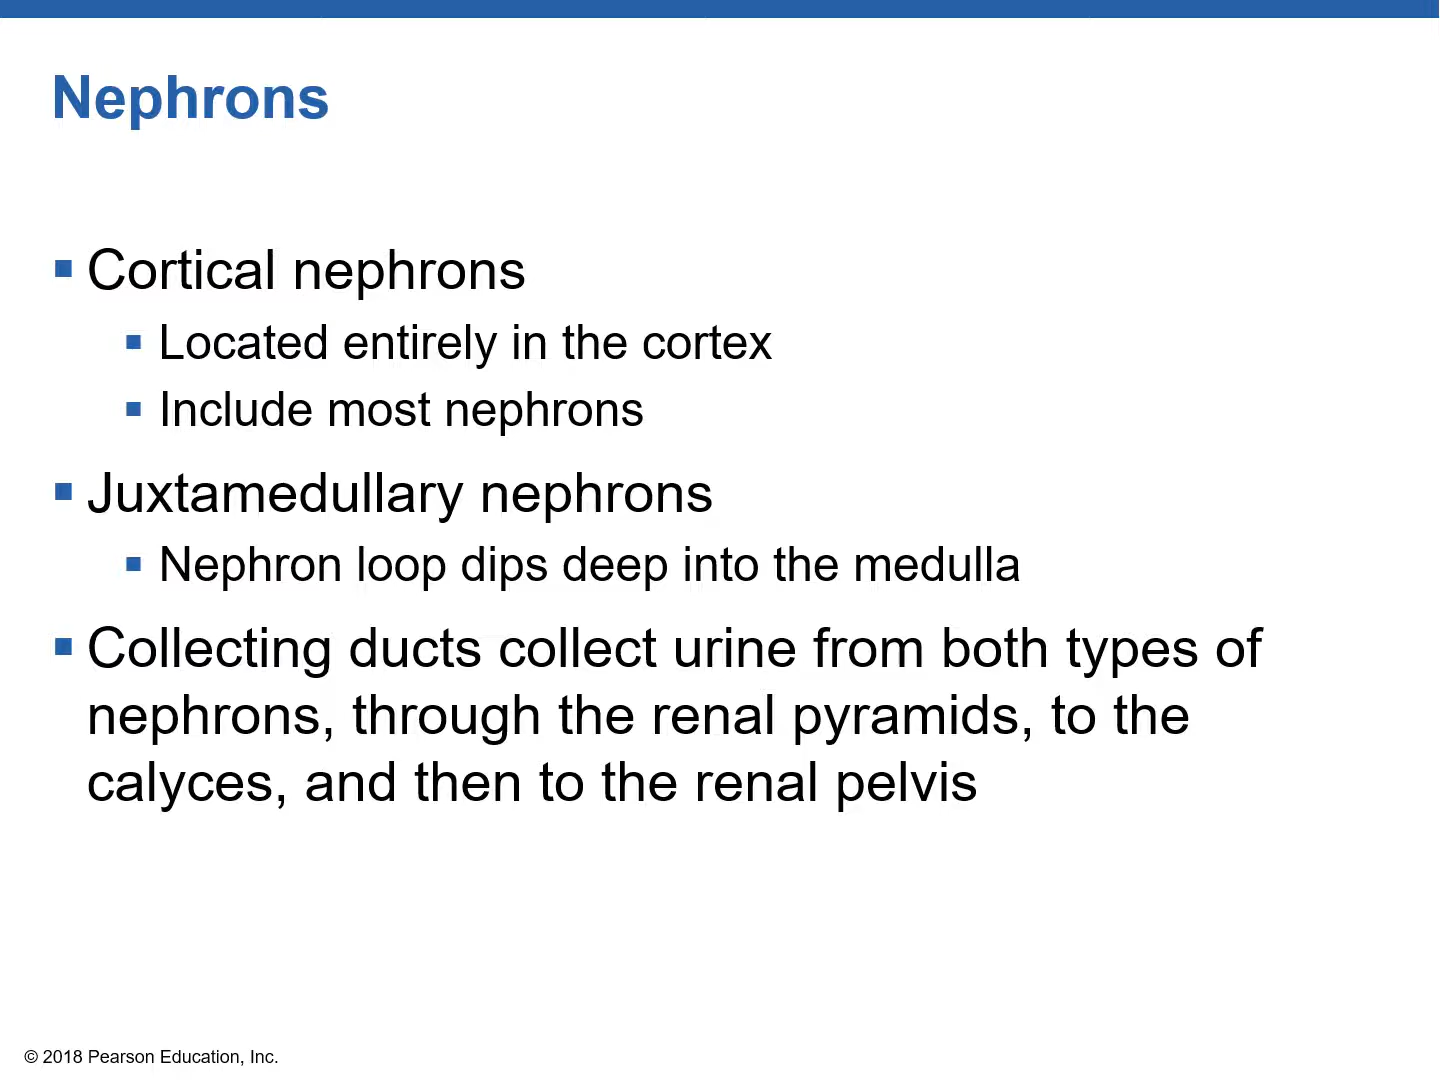 Nephrons
▪ Cortical nephrons
▪ Located entirely in the cortex
▪ Include most nephrons
▪ Juxtamedullary nephrons
▪ Nephron loop dips deep into the medulla
▪ Collecting ducts collect urine from both types of
nephrons, through the renal pyramids, to the
calyces, and then to the renal pelvis
© 2018 Pearson Education, Inc.